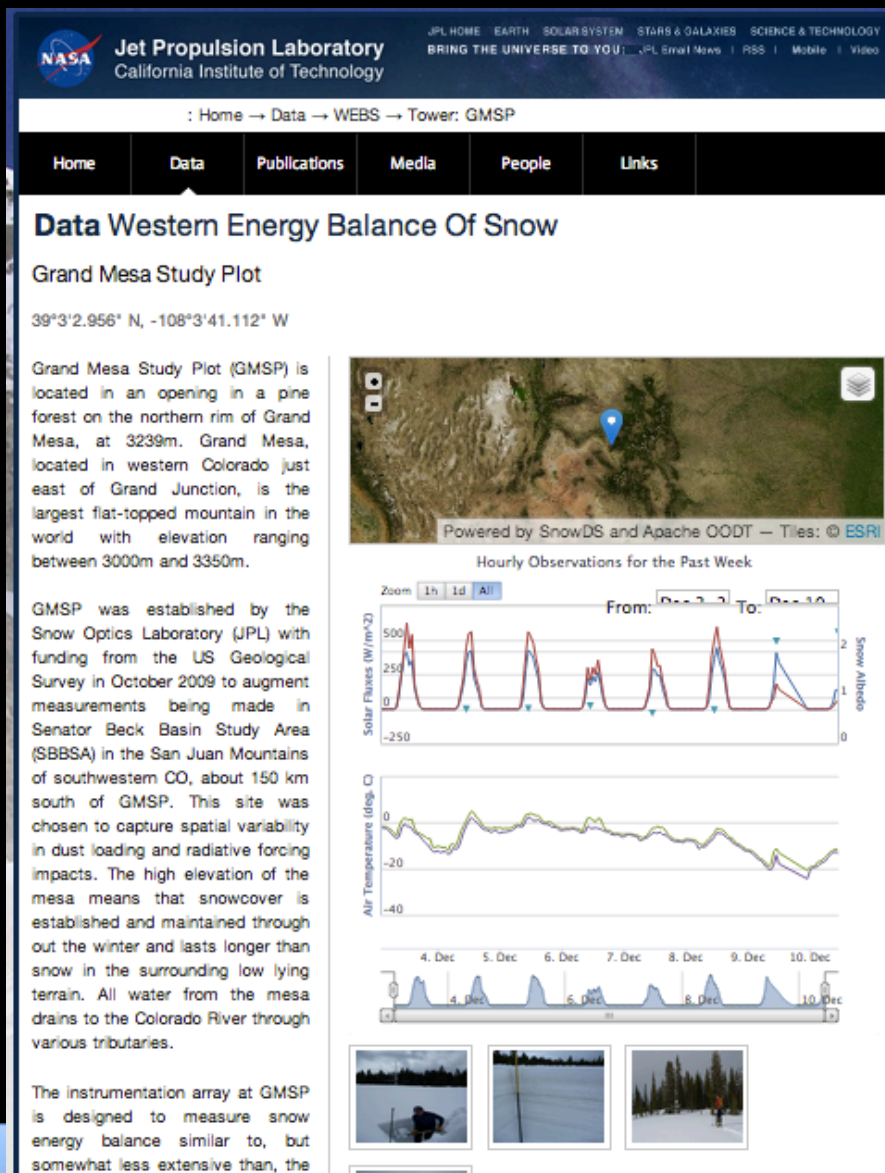 NASA
Jet Propulsion Laboratory
California Institute of Technology
JPL HOME EARTH SOLAR SYSTEM STARS & GALAXIES SCIENCE & TECHNOLOGY
BRING THE UNIVERSE TO YOU: JPL Email News | RSS | Mobile | Video
: Home → Data → WEBS → Tower: GMSP
Home Data Publications Media People Links
Data Western Energy Balance Of Snow
Grand Mesa Study Plot
39°3'2.956" N, -108°3'41.112" W
Grand Mesa Study Plot (GMSP) is
located in an opening in a pine
forest on the northern rim of Grand
Mesa, at 3239m. Grand Mesa,
located in western Colorado just
east of Grand Junction, is the
largest flat-topped mountain in the
world with elevation ranging
between 3000m and 3350m.
GMSP was established by the
Snow Optics Laboratory (JPL) with
funding from the US Geological
Survey in October 2009 to augment
measurements being made in
Senator Beck Basin Study Area
(SBBSA) in the San Juan Mountains
of southwestern CO, about 150 km
south of GMSP. This site was
chosen to capture spatial variability
in dust loading and radiative forcing
impacts. The high elevation of the
mesa means that snowcover is
established and maintained through
out the winter and lasts longer than
snow in the surrounding low lying
terrain. All water from the mesa
drains to the Colorado River through
various tributaries.
The instrumentation array at GMSP
is designed to measure snow
energy balance similar to, but
somewhat less extensive than, the
Powered by SnowDS and Apache OODT — Tiles: © ESRI
Hourly Observations for the Past Week
Zoom 1h 1d All
From: To:
Solar Fluxes (W/m^2)
500
250
0
-250
Snow Albedo
2
1
0
Air Temperature (deg. C)
0
-20
-40
4. Dec 5. Dec 6. Dec 7. Dec 8. Dec 9. Dec 10. Dec
4. Dec 6. Dec 8. Dec 10. Dec